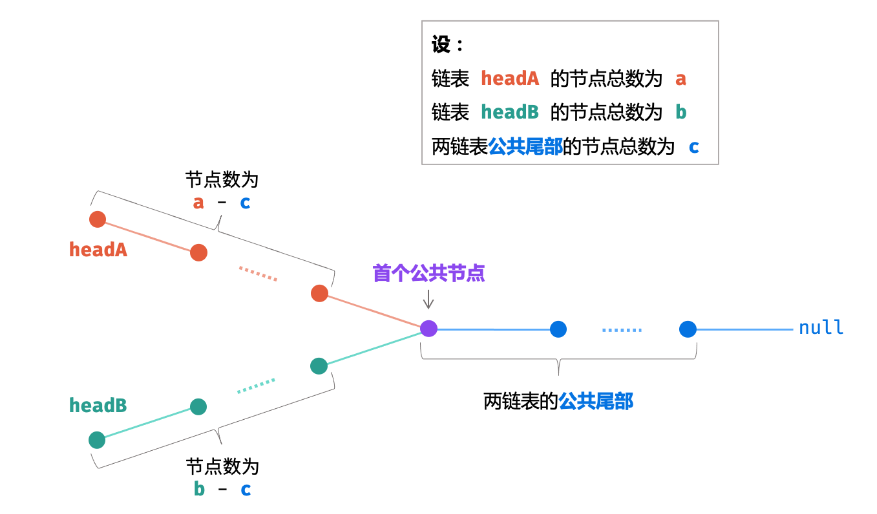 设：
链表 headA 的节点总数为 a
链表 headB 的节点总数为 b
两链表公共尾部的节点总数为 c
节点数为
a - c
headA
首个公共节点
null
headB
两链表的公共尾部
节点数为
b - c